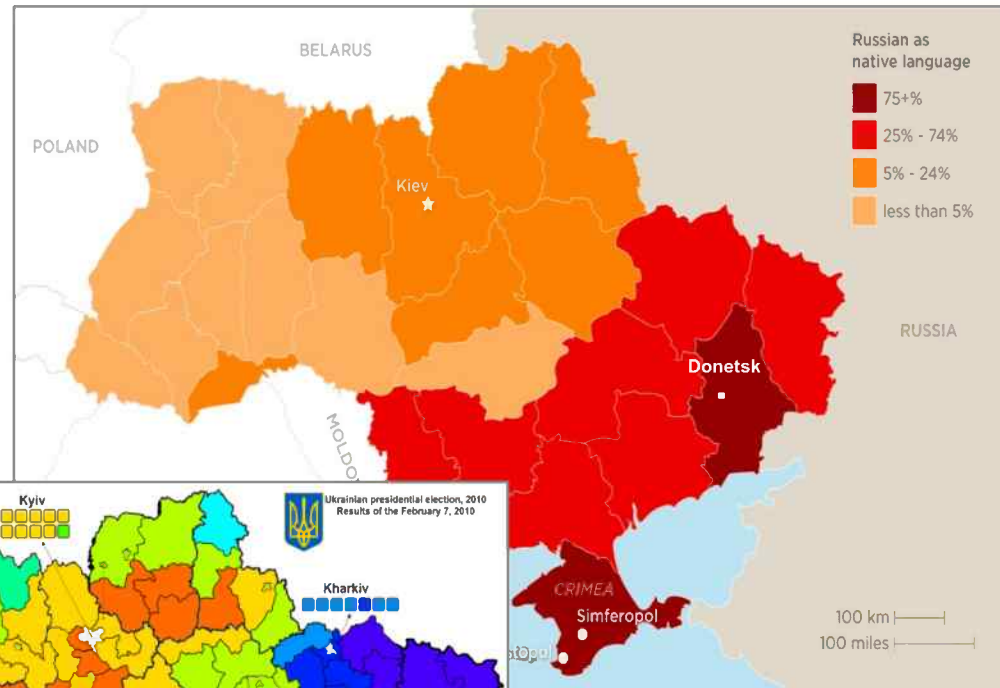 BELARUS
POLAND
Kiev
Russian as
native language
75+%
25% - 74%
5% - 24%
less than 5%
RUSSIA
Donetsk
Kyiv
Ukrainian presidential election, 2010
Results of the February 7, 2010
Kharkiv
CRIMEA
Simferopol
100 km
100 miles